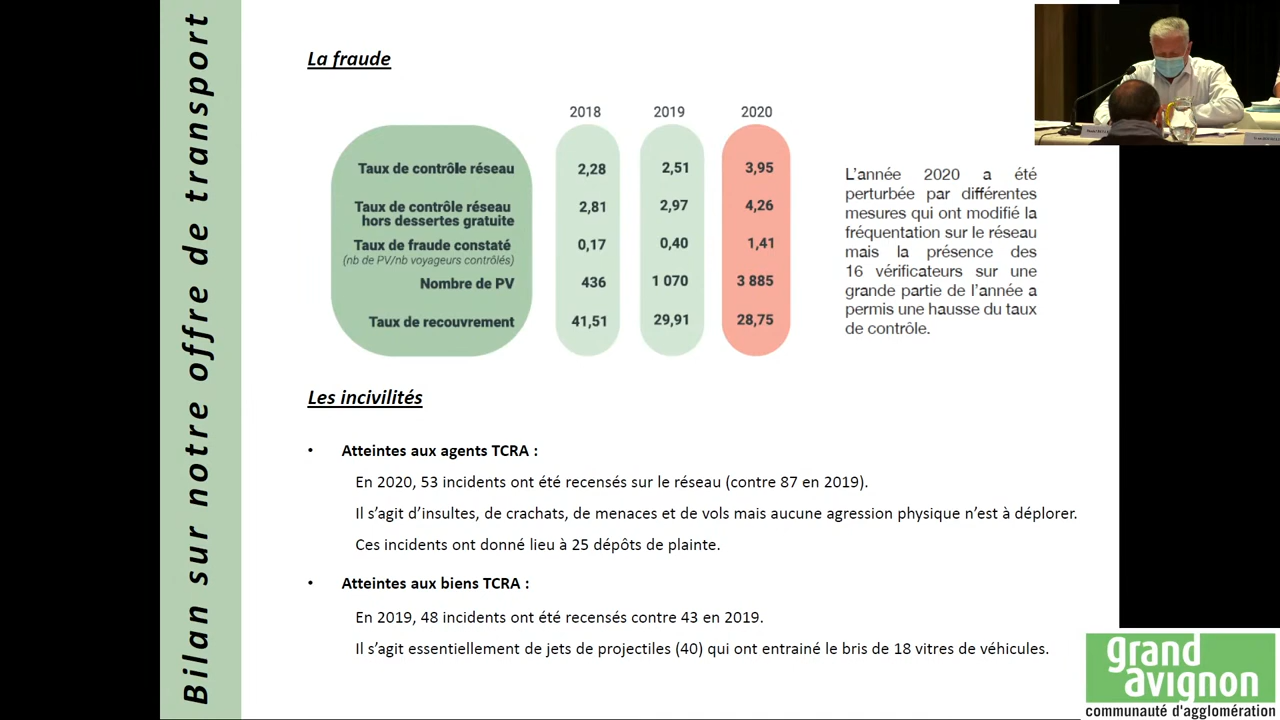 Bilan sur notre offre de transport
La fraude
2018 2019 2020
Taux de contrôle réseau 2,28 2,51 3,95
Taux de contrôle réseau
hors dessertes gratuite 2,81 2,97 4,26
Taux de fraude constaté 0,17 0,40 1,41
(nb de PV/nb voyageurs contrôlés)
Nombre de PV 436 1 070 3 885
Taux de recouvrement 41,51 29,91 28,75
L'année 2020 a été
perturbée par différentes
mesures qui ont modifié la
fréquentation sur le réseau
mais la présence des
16 vérificateurs sur une
grande partie de l'année a
permis une hausse du taux
de contrôle.
Les incivilités
• Atteintes aux agents TCRA :
En 2020, 53 incidents ont été recensés sur le réseau (contre 87 en 2019).
Il s'agit d'insultes, de crachats, de menaces et de vols mais aucune agression physique n'est à déplorer.
Ces incidents ont donné lieu à 25 dépôts de plainte.
• Atteintes aux biens TCRA :
En 2019, 48 incidents ont été recensés contre 43 en 2019.
Il s'agit essentiellement de jets de projectiles (40) qui ont entrainé le bris de 18 vitres de véhicules.
grand
avignon
communauté d'agglomération